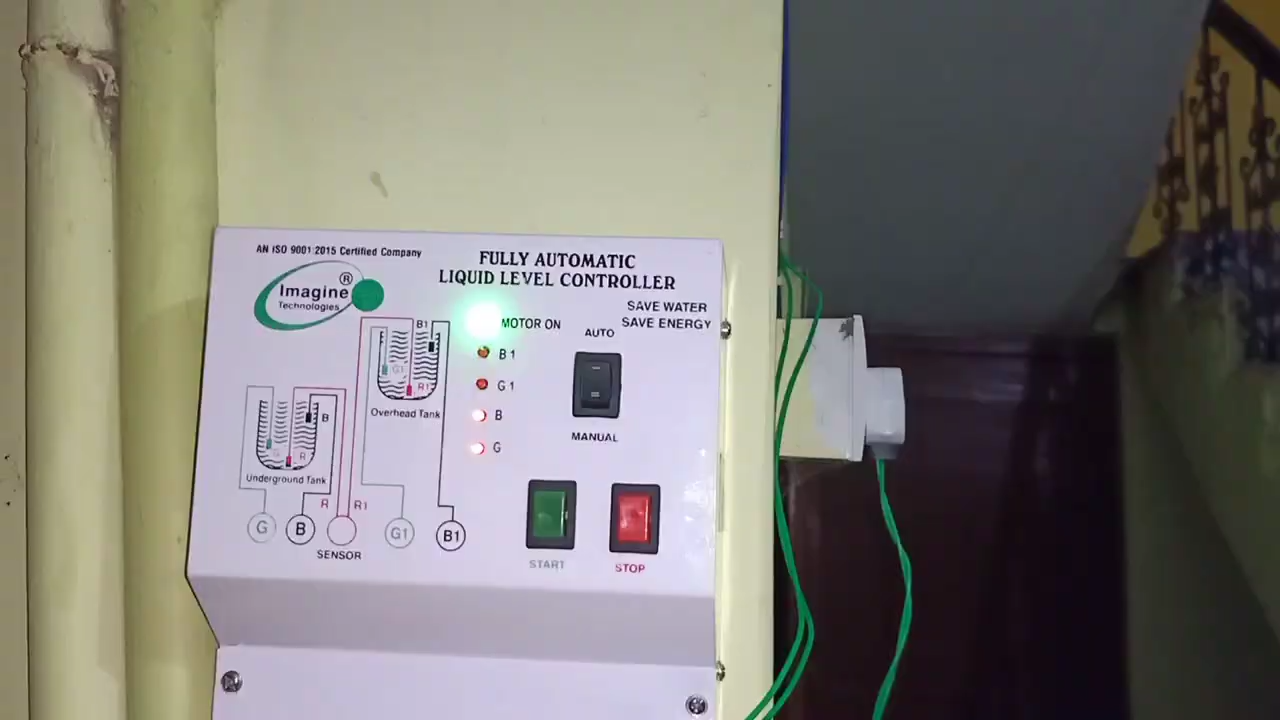 AN ISO 9001:2015 Certified Company
FULLY AUTOMATIC
LIQUID LEVEL CONTROLLER
®
Imagine
Technologies
SAVE WATER
SAVE ENERGY
MOTOR ON
AUTO
B1
B 1
G1
G 1
R1
Overhead Tank
B
B
MANUAL
G
R
G
Underground Tank
R
R1
G
B
G1
B1
SENSOR
START
STOP